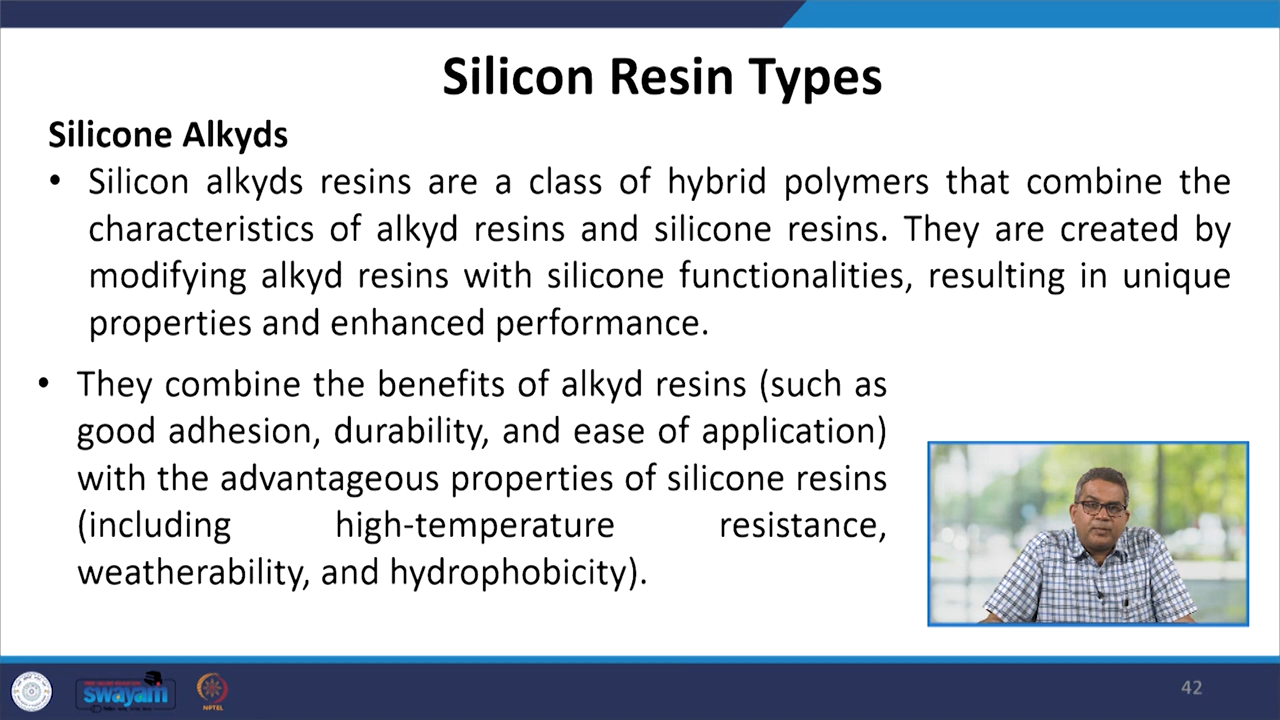 Silicon Resin Types
Silicone Alkyds
• Silicon alkyds resins are a class of hybrid polymers that combine the
characteristics of alkyd resins and silicone resins. They are created by
modifying alkyd resins with silicone functionalities, resulting in unique
properties and enhanced performance.
• They combine the benefits of alkyd resins (such as
good adhesion, durability, and ease of application)
with the advantageous properties of silicone resins
(including high-temperature resistance,
weatherability, and hydrophobicity).
swayam
NPTEL
42